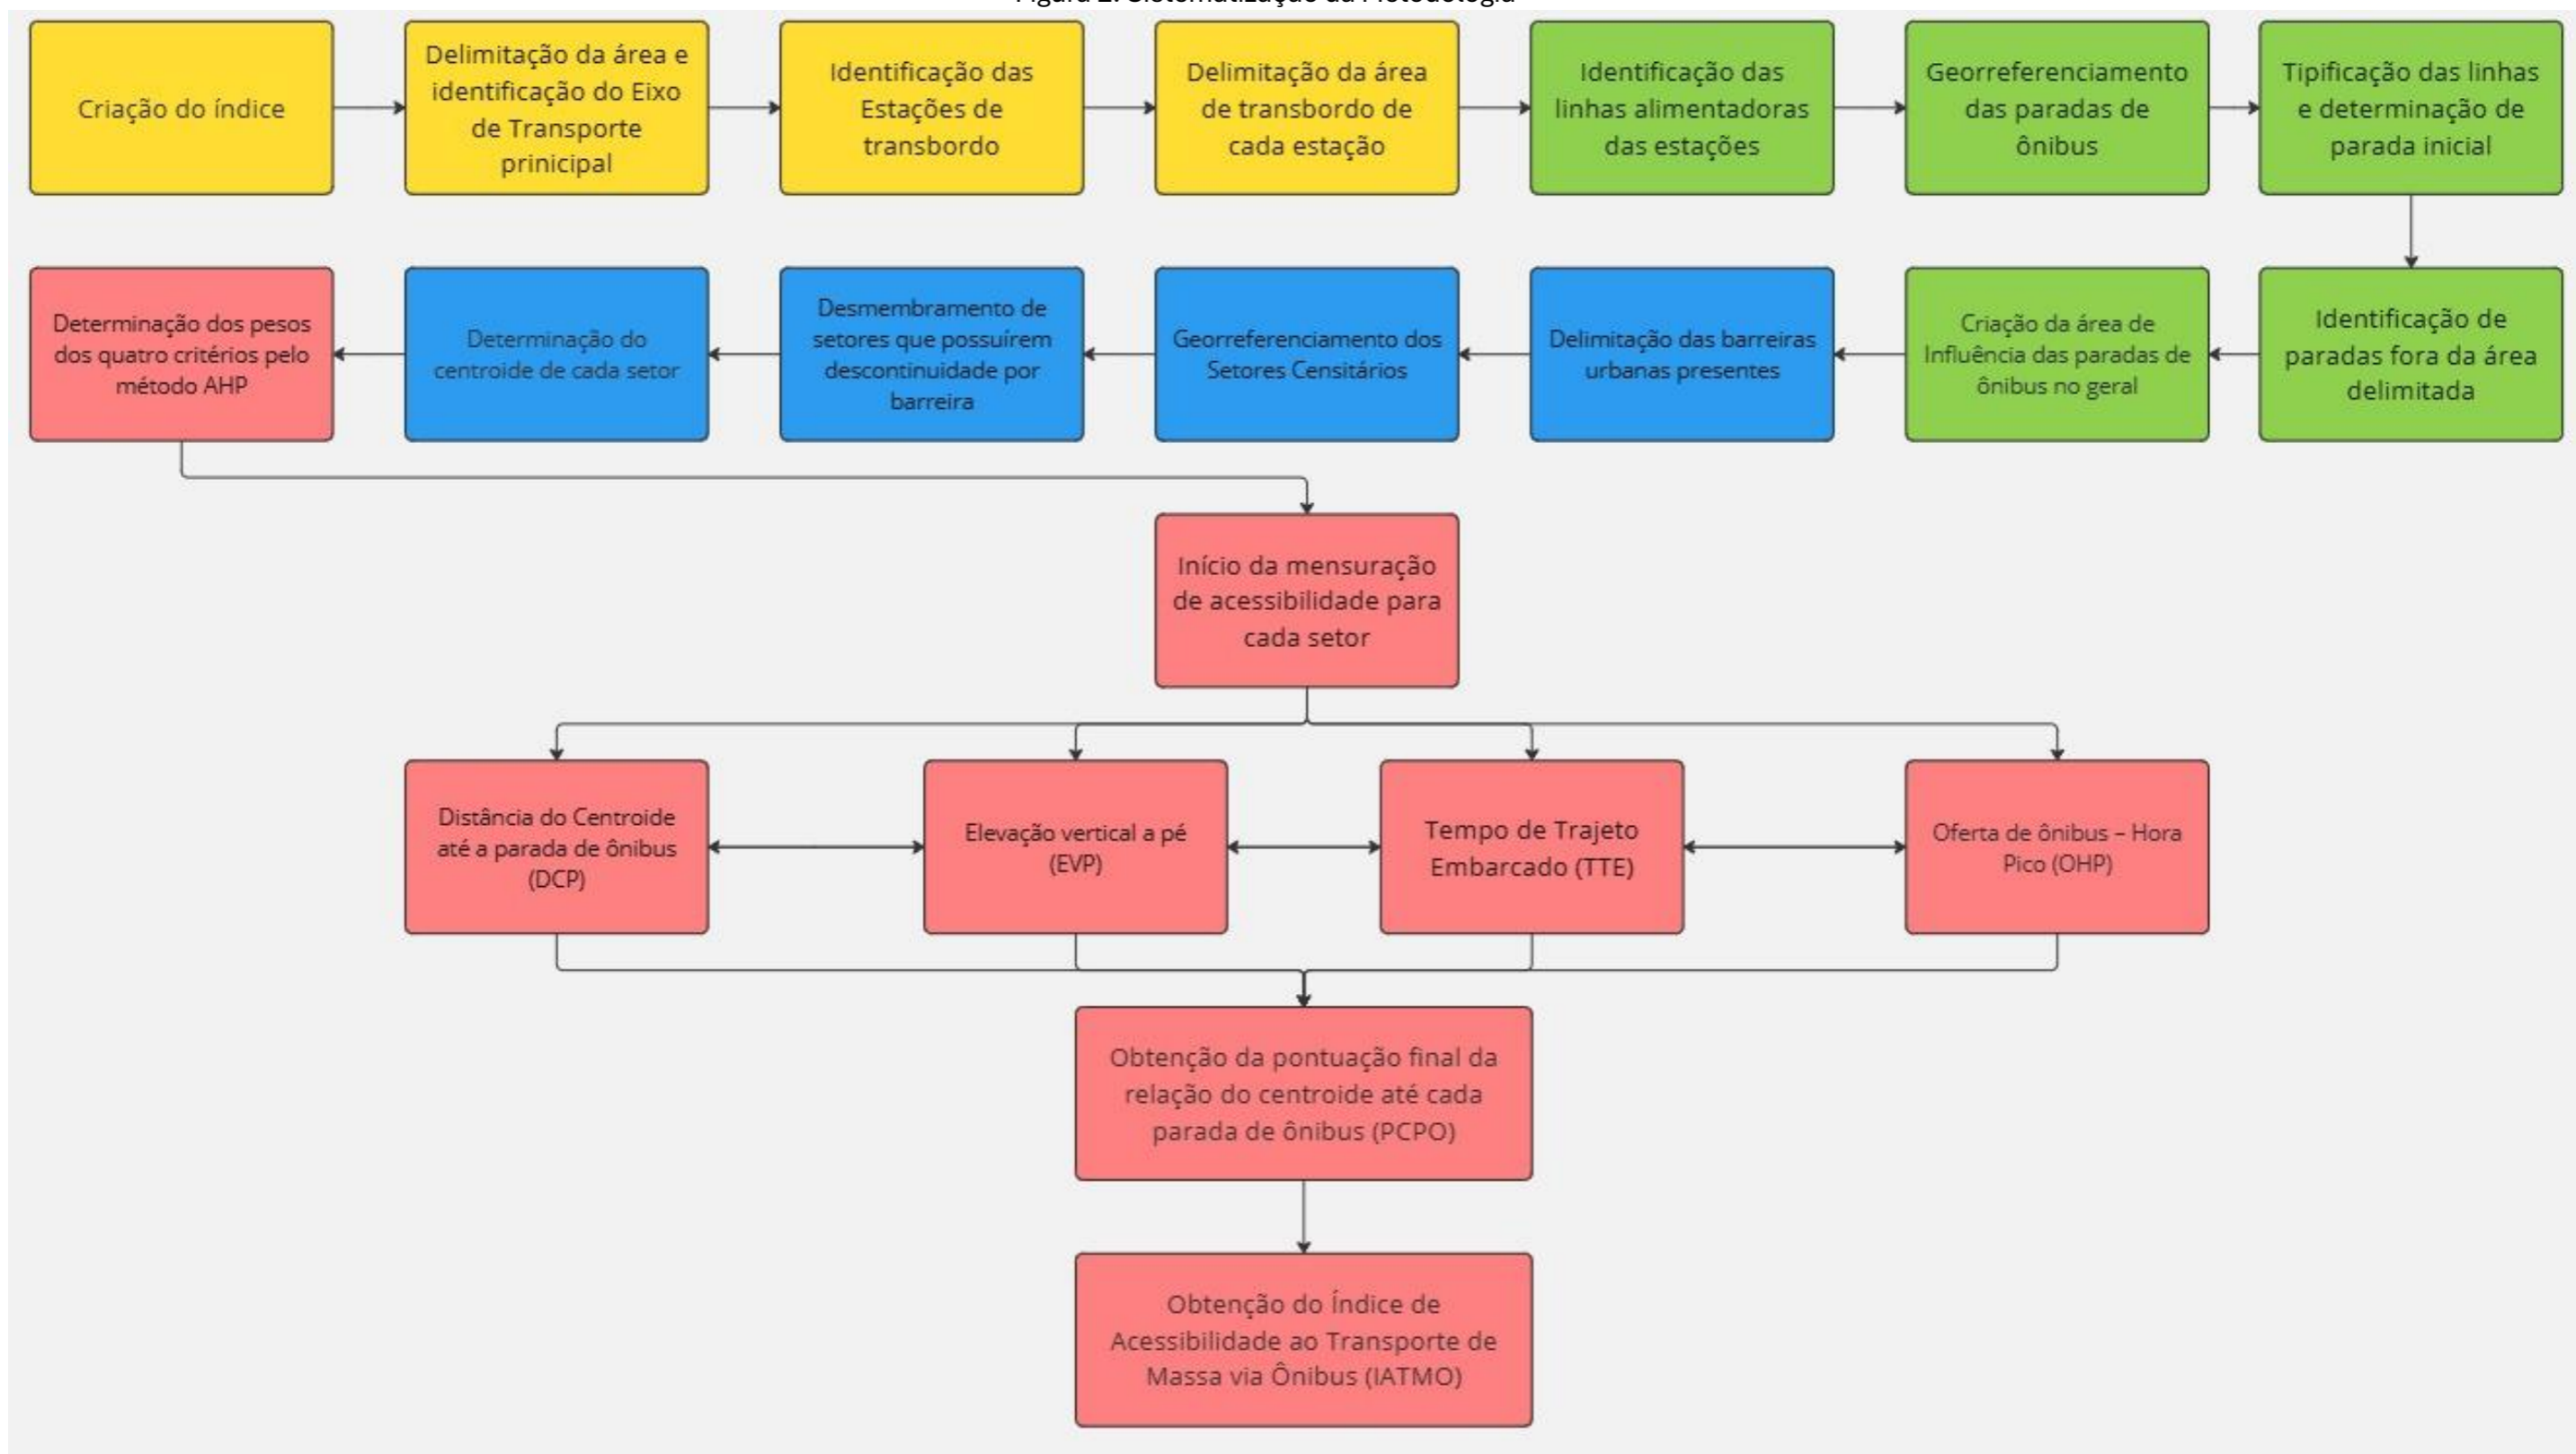 Criação do índice
Delimitação da área e
identificação do Eixo
de Transporte
prinicipal
Identificação das
Estações de
transbordo
Delimitação da área
de transbordo de
cada estação
Identificação das
linhas alimentadoras
das estações
Georreferenciamento
das paradas de
ônibus
Tipificação das linhas
e determinação de
parada inicial
Identificação de
paradas fora da área
delimitada
Criação da área de
Influência das paradas de
ônibus no geral
Delimitação das barreiras
urbanas presentes
Georreferenciamento dos
Setores Censitários
Desmembramento de
setores que possuírem
descontinuidade por
barreira
Determinação do
centroide de cada setor
Determinação dos pesos
dos quatro critérios pelo
método AHP
Início da mensuração
de acessibilidade para
cada setor
Distância do Centroide
até a parada de ônibus
(DCP)
Elevação vertical a pé
(EVP)
Tempo de Trajeto
Embarcado (TTE)
Oferta de ônibus – Hora
Pico (OHP)
Obtenção da pontuação final da
relação do centroide até cada
parada de ônibus (PCPO)
Obtenção do Índice de
Acessibilidade ao Transporte de
Massa via Ônibus (IATMO)